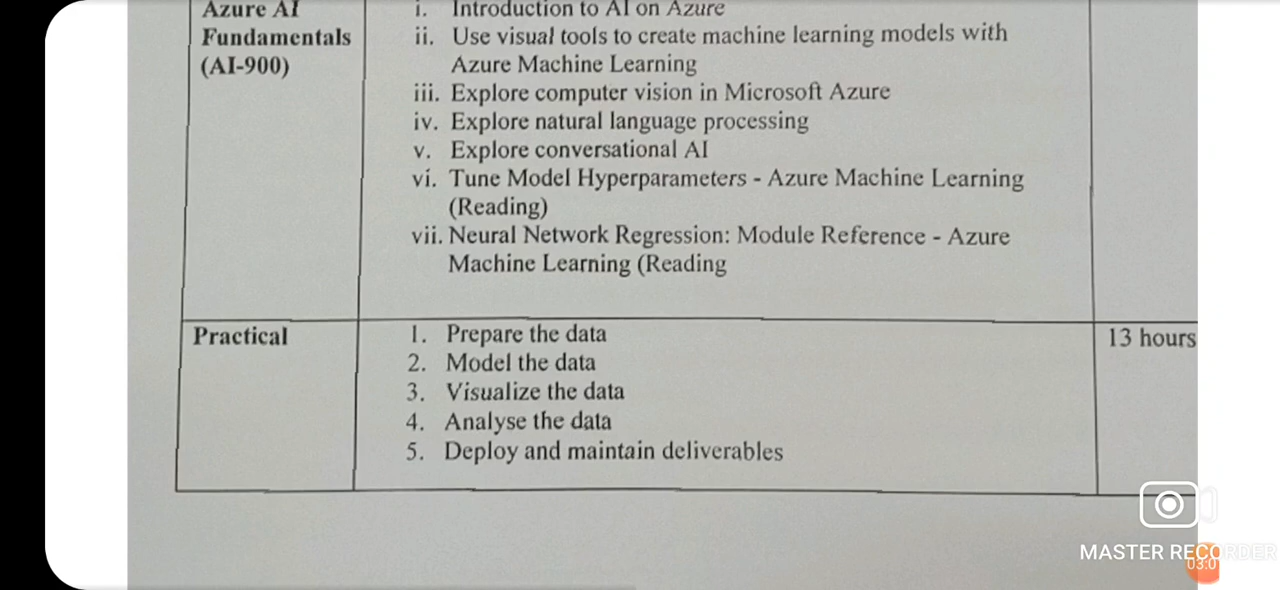 Azure AI
Fundamentals
(AI-900)
i. Introduction to AI on Azure
ii. Use visual tools to create machine learning models with
Azure Machine Learning
iii. Explore computer vision in Microsoft Azure
iv. Explore natural language processing
v. Explore conversational AI
vi. Tune Model Hyperparameters - Azure Machine Learning
(Reading)
vii. Neural Network Regression: Module Reference - Azure
Machine Learning (Reading
Practical
1. Prepare the data
2. Model the data
3. Visualize the data
4. Analyse the data
5. Deploy and maintain deliverables
13 hours
MASTER RECORDER
03:0